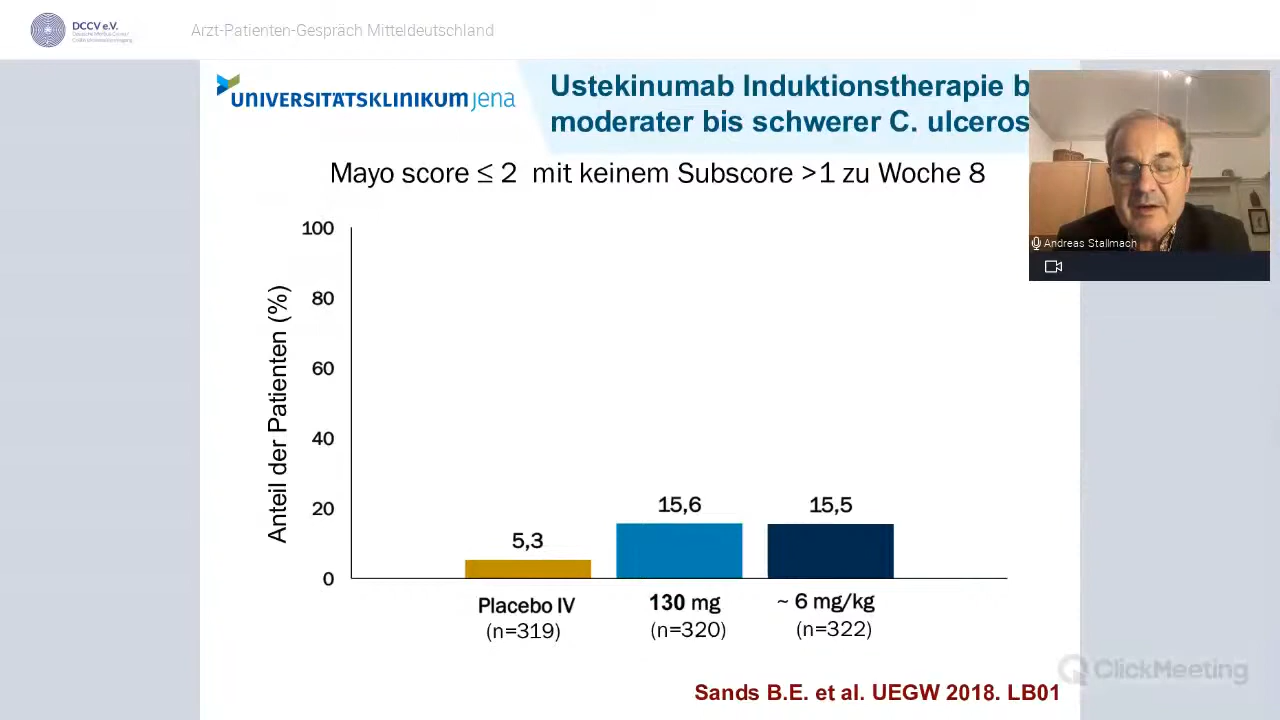 DCCV e.V.
Arzt-Patienten-Gespräch Mitteldeutschland
UNIVERSITÄTSKLINIKUM jena
Ustekinumab Induktionstherapie b
moderater bis schwerer C. ulceros
Mayo score ≤ 2 mit keinem Subscore >1 zu Woche 8
Andreas Stallmach
Anteil der Patienten (%)
100
80
60
40
20
0
5,3
15,6
15,5
Placebo IV
(n=319)
130 mg
(n=320)
~ 6 mg/kg
(n=322)
ClickMeeting
Sands B.E. et al. UEGW 2018. LB01